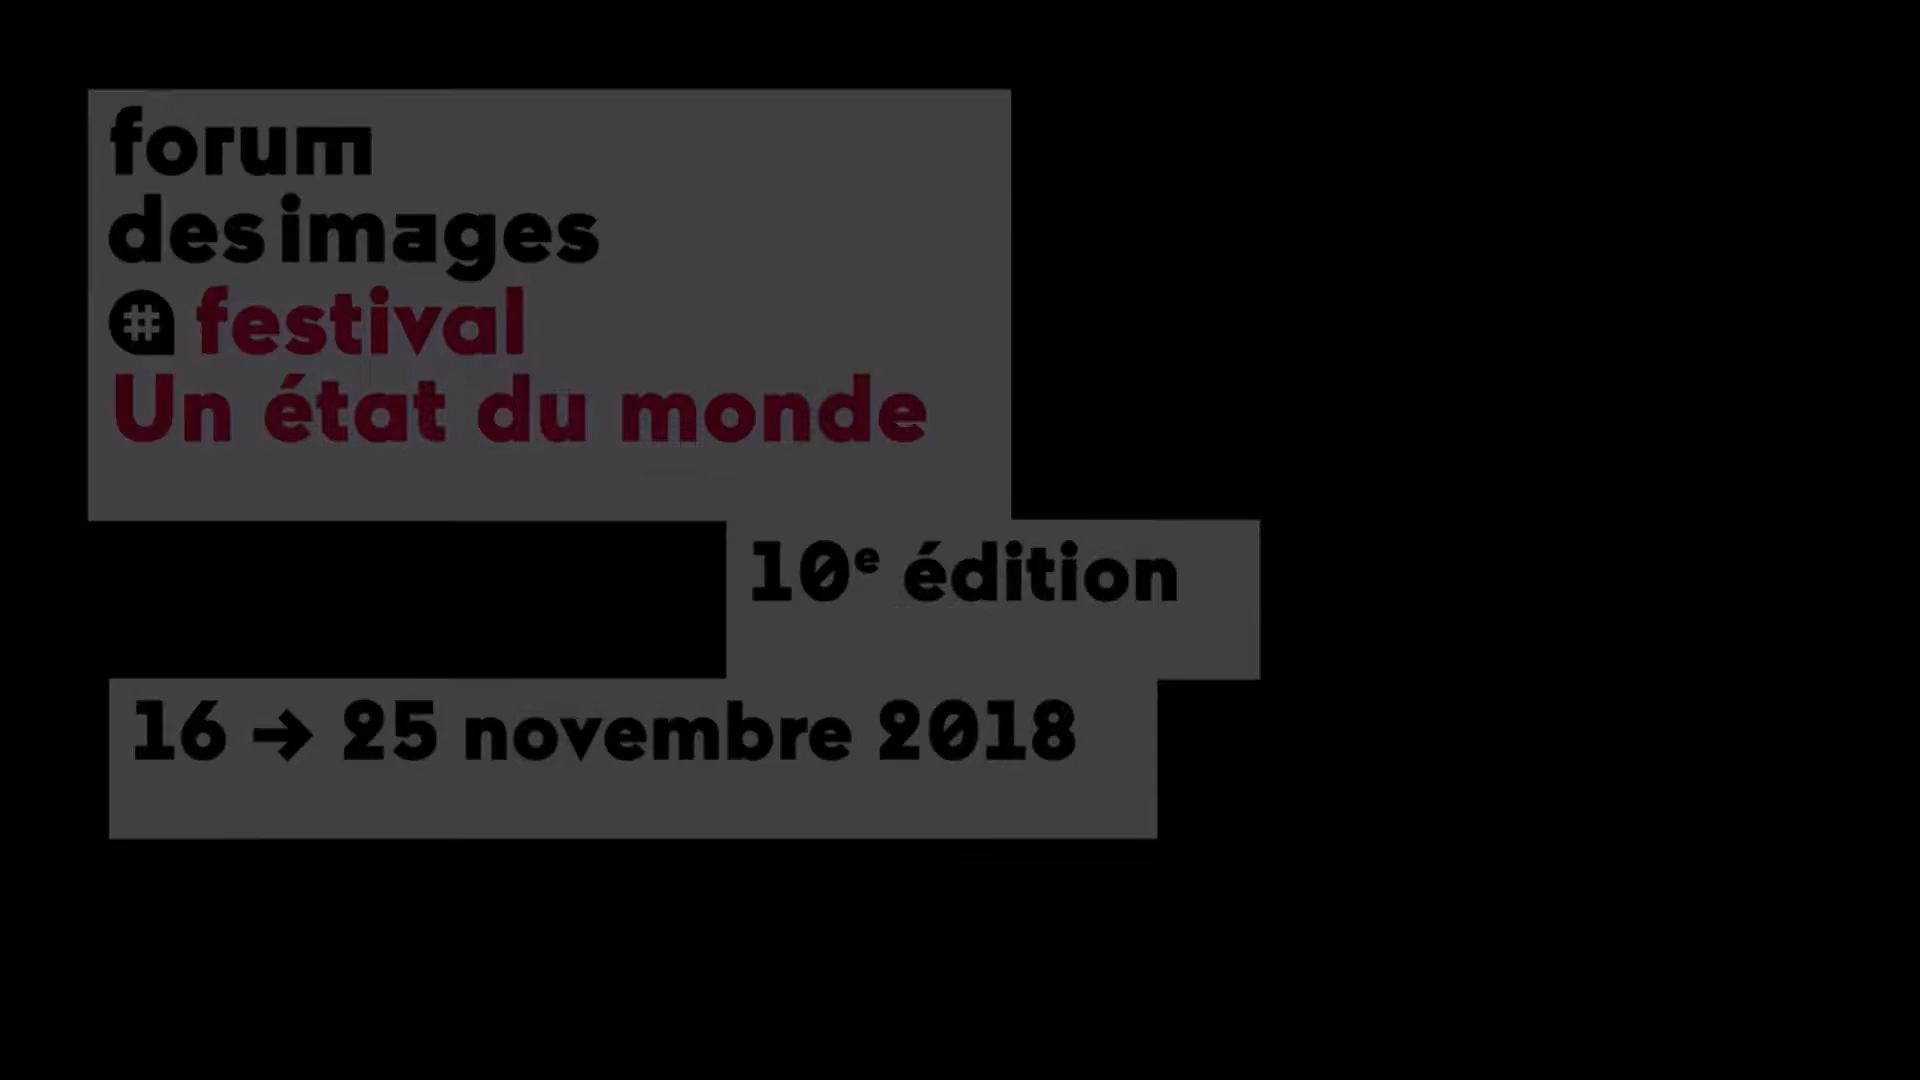 forum
des images
# festival
Un état du monde
10e édition
16 → 25 novembre 2018